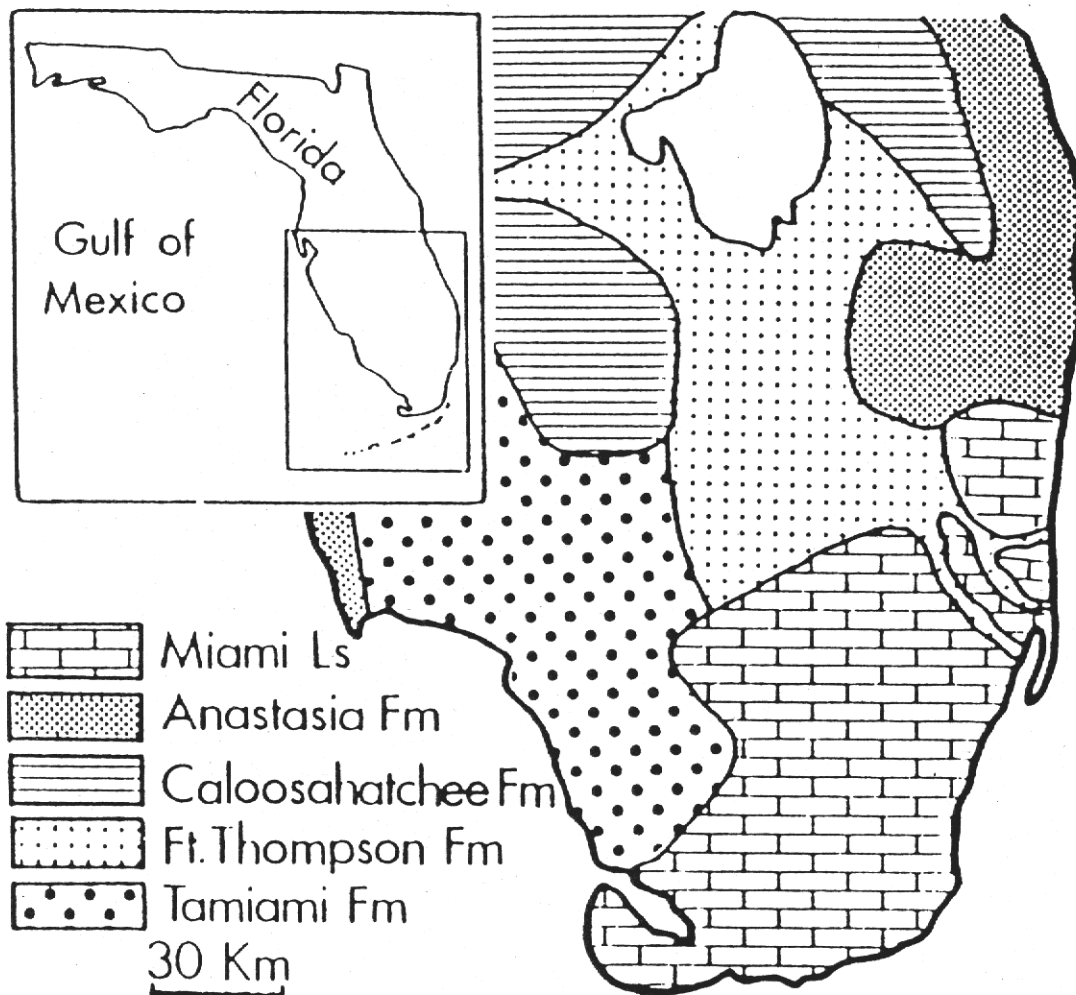 Florida
Gulf of
Mexico
Miami Ls
Anastasia Fm
Caloosahatchee Fm
Ft. Thompson Fm
Tamiami Fm
30 Km